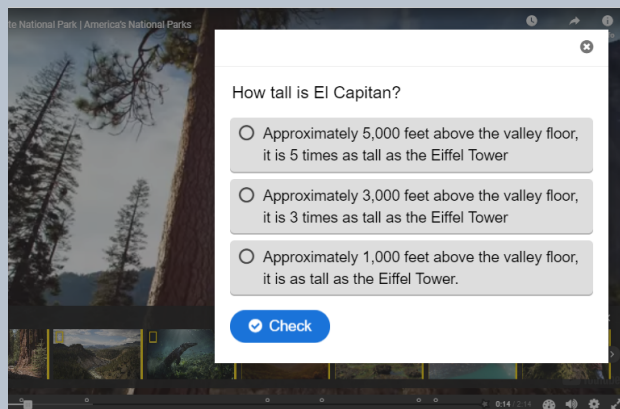 te National Park | America's National Parks
How tall is El Capitan?
Approximately 5,000 feet above the valley floor,
it is 5 times as tall as the Eiffel Tower
Approximately 3,000 feet above the valley floor,
it is 3 times as tall as the Eiffel Tower
Approximately 1,000 feet above the valley floor,
it is as tall as the Eiffel Tower.
Check
0:14 / 2:14